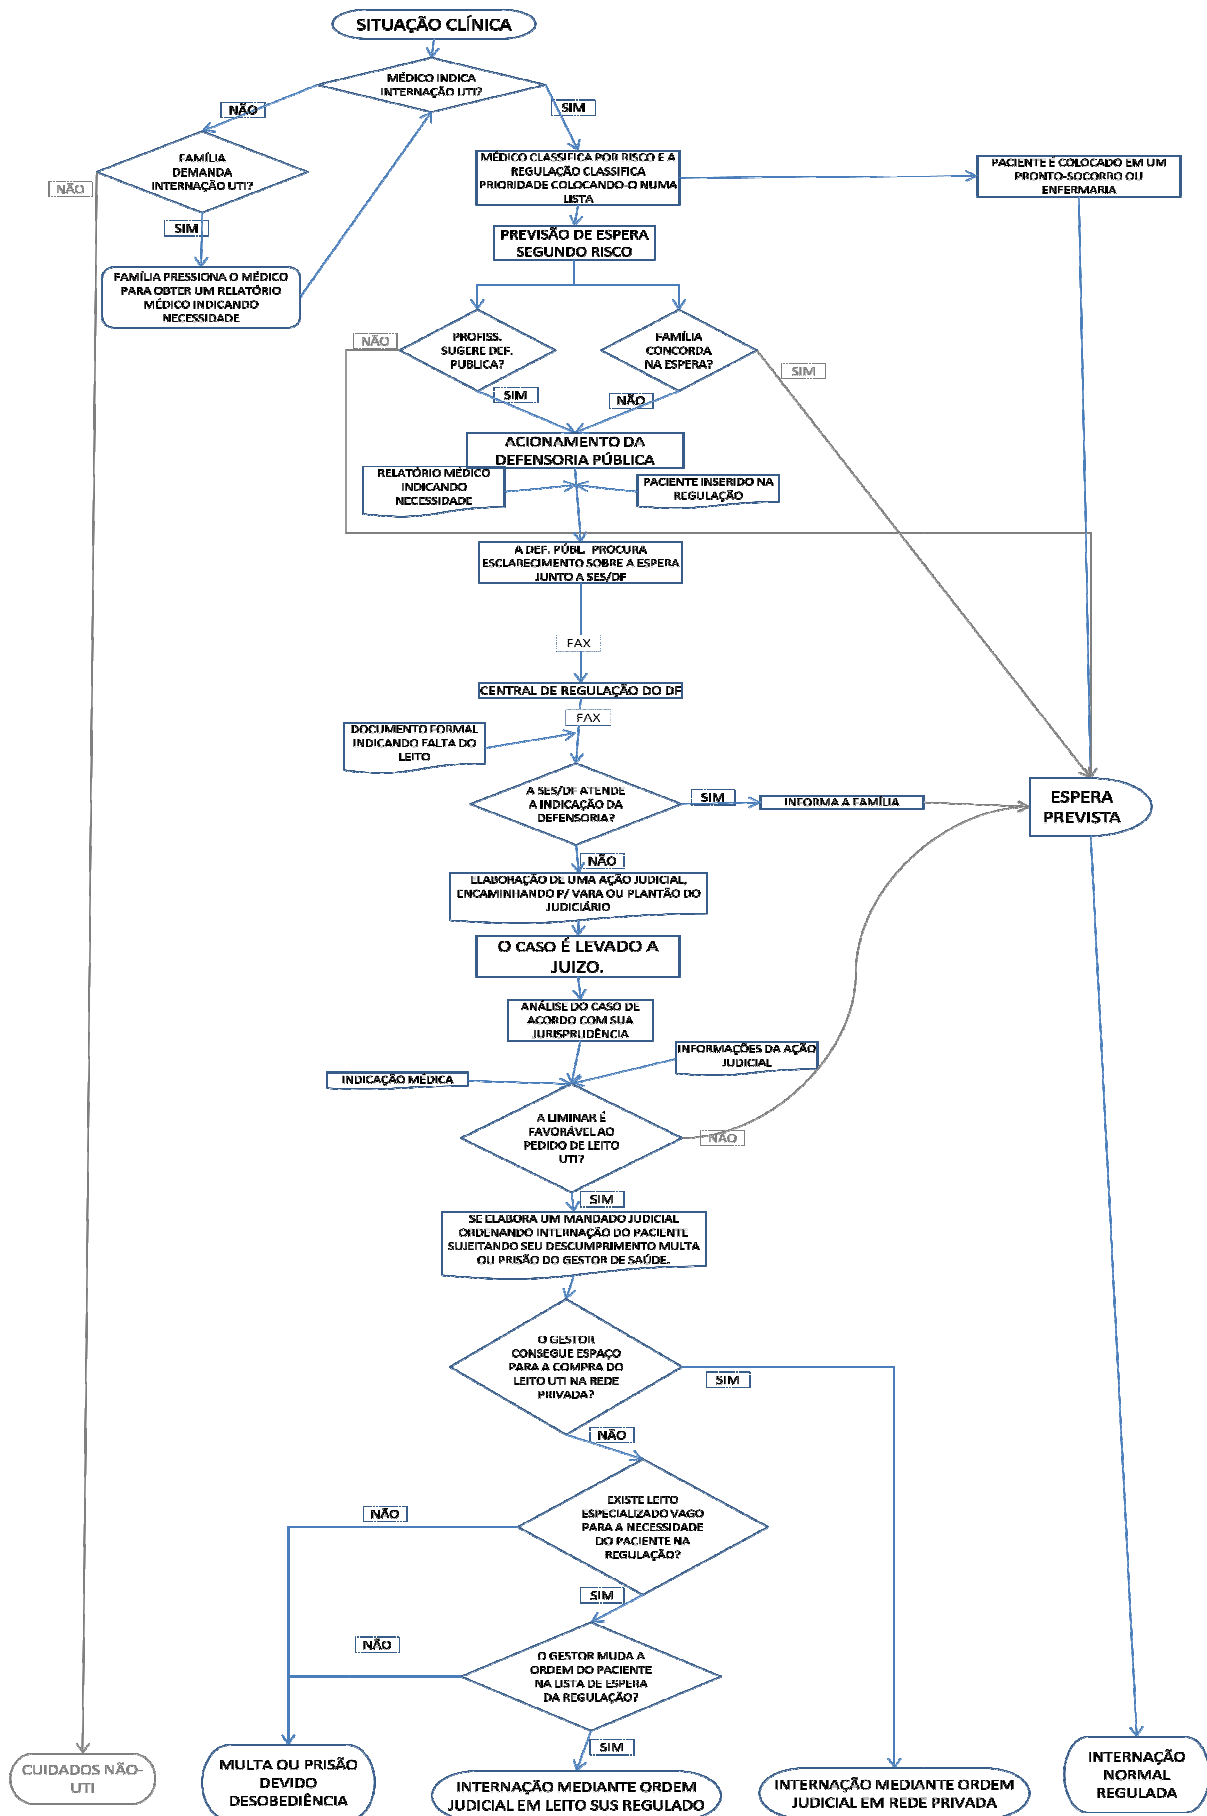 SITUAÇÃO CLÍNICA
MÉDICO INDICA
INTERNAÇÃO UTI?
NÃO
SIM
FAMÍLIA
DEMANDA
INTERNAÇÃO UTI?
NÃO
SIM
FAMÍLIA PRESSIONA O MÉDICO
PARA OBTER UM RELATÓRIO
MÉDICO INDICANDO
NECESSIDADE
MÉDICO CLASSIFICA POR RISCO E A
REGULAÇÃO CLASSIFICA
PRIORIDADE COLOCANDO-O NUMA
LISTA
PACIENTE É COLOCADO EM UM
PRONTO-SOCORRO OU
ENFERMARIA
PREVISÃO DE ESPERA
SEGUNDO RISCO
NÃO
PROFISS.
SUGERE DEF.
PUBLICA?
FAMÍLIA
CONCORDA
NA ESPERA?
SIM
SIM
NÃO
ACIONAMENTO DA
DEFENSORIA PÚBLICA
RELATÓRIO MÉDICO
INDICANDO
NECESSIDADE
PACIENTE INSERIDO NA
REGULAÇÃO
A DEF. PÚBL. PROCURA
ESCLARECIMENTO SOBRE A ESPERA
JUNTO A SES/DF
FAX
CENTRAL DE REGULAÇÃO DO DF
FAX
DOCUMENTO FORMAL
INDICANDO FALTA DO
LEITO
A SES/DF ATENDE
A INDICAÇÃO DA
DEFENSORIA?
SIM
INFORMA A FAMÍLIA
ESPERA
PREVISTA
NÃO
ELABORAÇÃO DE UMA AÇÃO JUDICIAL,
ENCAMINHANDO P/ VARA OU PLANTÃO DO
JUDICIÁRIO
O CASO É LEVADO A
JUIZO.
ANÁLISE DO CASO DE
ACORDO COM SUA
JURISPRUDÊNCIA
INFORMAÇÕES DA AÇÃO
JUDICIAL
INDICAÇÃO MÉDICA
A LIMINAR É
FAVORÁVEL AO
PEDIDO DE LEITO
UTI?
NÃO
SIM
SE ELABORA UM MANDADO JUDICIAL
ORDENANDO INTERNAÇÃO DO PACIENTE
SUJEITANDO SEU DESCUMPRIMENTO MULTA
OU PRISÃO DO GESTOR DE SAÚDE.
O GESTOR
CONSEGUE ESPAÇO
PARA A COMPRA DO
LEITO UTI NA REDE
PRIVADA?
SIM
NÃO
EXISTE LEITO
ESPECIALIZADO VAGO
PARA A NECESSIDADE
DO PACIENTE NA
REGULAÇÃO?
NÃO
SIM
O GESTOR MUDA A
ORDEM DO PACIENTE
NA LISTA DE ESPERA
DA REGULAÇÃO?
NÃO
SIM
CUIDADOS NÃO-
UTI
MULTA OU PRISÃO
DEVIDO
DESOBEDIÊNCIA
INTERNAÇÃO MEDIANTE ORDEM
JUDICIAL EM LEITO SUS REGULADO
INTERNAÇÃO MEDIANTE ORDEM
JUDICIAL EM REDE PRIVADA
INTERNAÇÃO
NORMAL
REGULADA